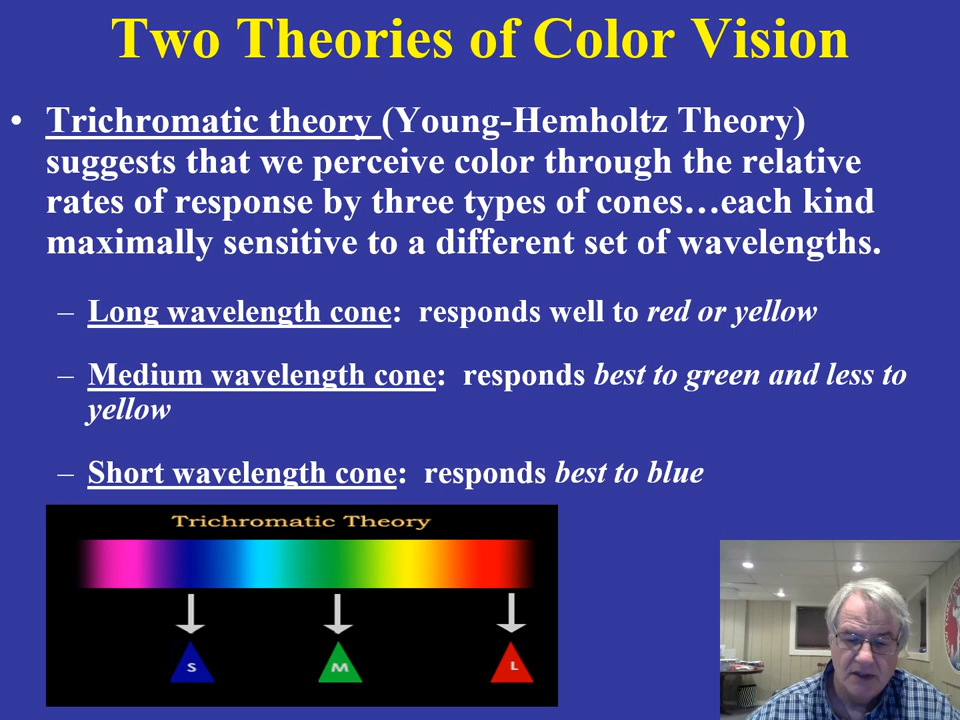 Two Theories of Color Vision
• Trichromatic theory (Young-Hemholtz Theory)
suggests that we perceive color through the relative
rates of response by three types of cones…each kind
maximally sensitive to a different set of wavelengths.
– Long wavelength cone: responds well to red or yellow
– Medium wavelength cone: responds best to green and less to
yellow
– Short wavelength cone: responds best to blue
Trichromatic Theory
S M L